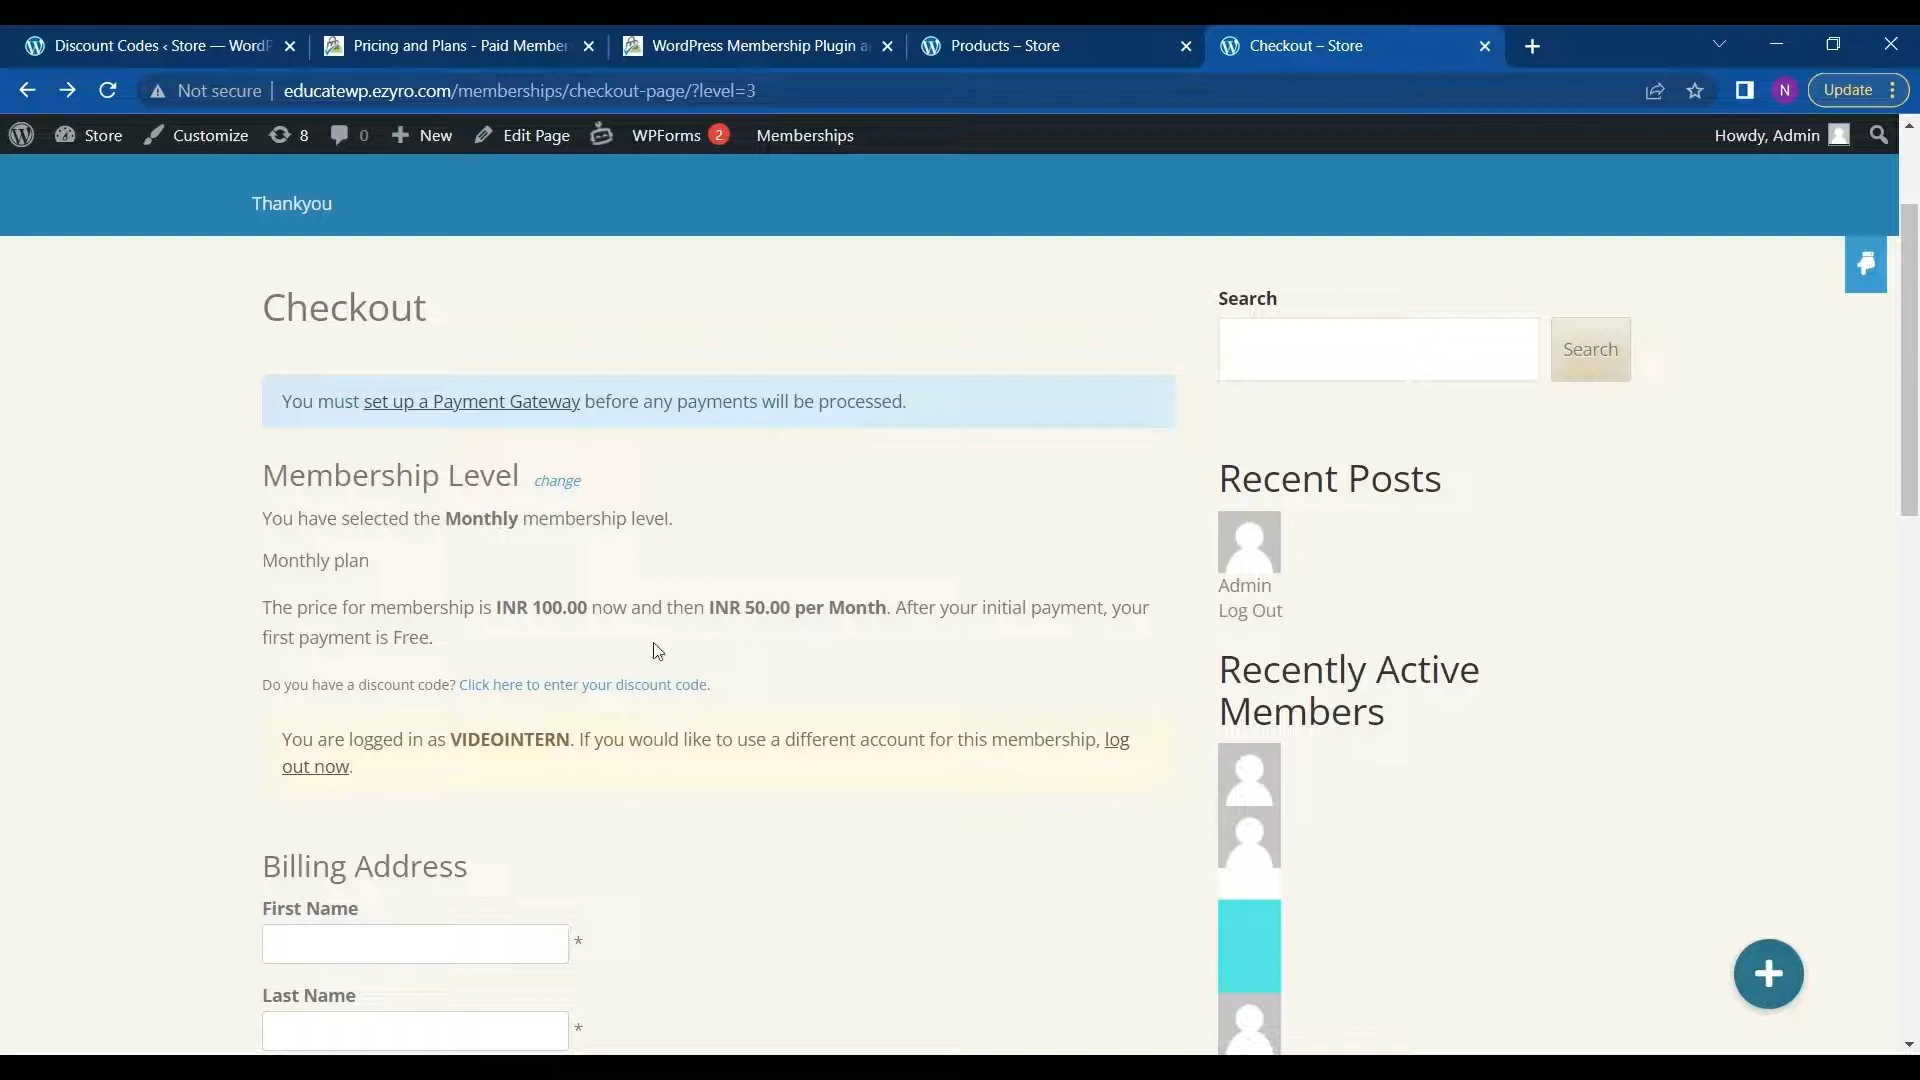 Discount Codes ‹ Store — WordP
Pricing and Plans - Paid Member
WordPress Membership Plugin a
Products – Store
Checkout – Store
Not secure
educatewp.ezyro.com/memberships/checkout-page/?level=3
N
Update
Store
Customize
8
0
New
Edit Page
WPForms 2
Memberships
Howdy, Admin
Thankyou
Checkout
You must set up a Payment Gateway before any payments will be processed.
Membership Level change
You have selected the Monthly membership level.
Monthly plan
The price for membership is INR 100.00 now and then INR 50.00 per Month. After your initial payment, your
first payment is Free.
Do you have a discount code? Click here to enter your discount code.
You are logged in as VIDEOINTERN. If you would like to use a different account for this membership, log
out now.
Billing Address
First Name
*
Last Name
*
Search
Search
Recent Posts
Admin
Log Out
Recently Active
Members